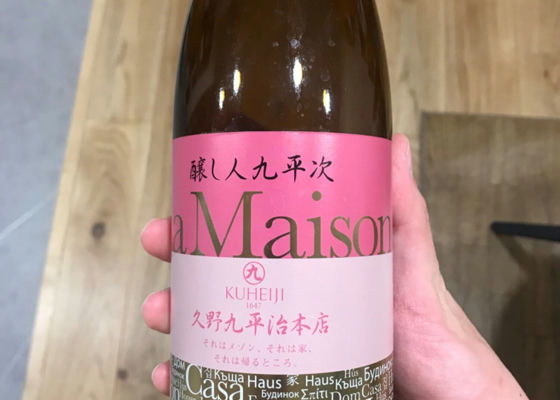 醸し人九平次
a Maison
九
KUHEIJI
1647
久野九平治本店
それはメゾン、それは家、
それは帰るところ。
Hus Къща Будинок
Casa Haus 家 Haus Къща
Будинок Σπίτι
Dom Casa